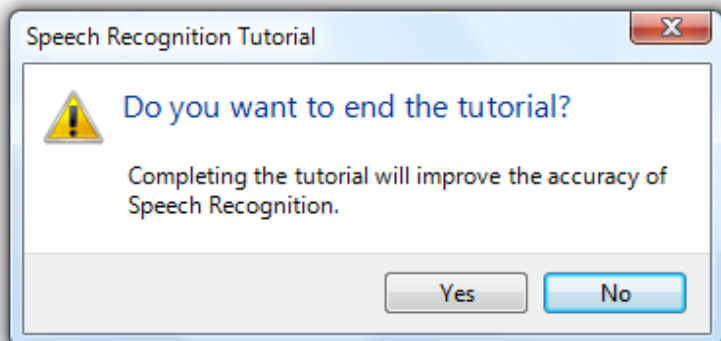 Speech Recognition Tutorial
Do you want to end the tutorial?
Completing the tutorial will improve the accuracy of
Speech Recognition.
Yes No